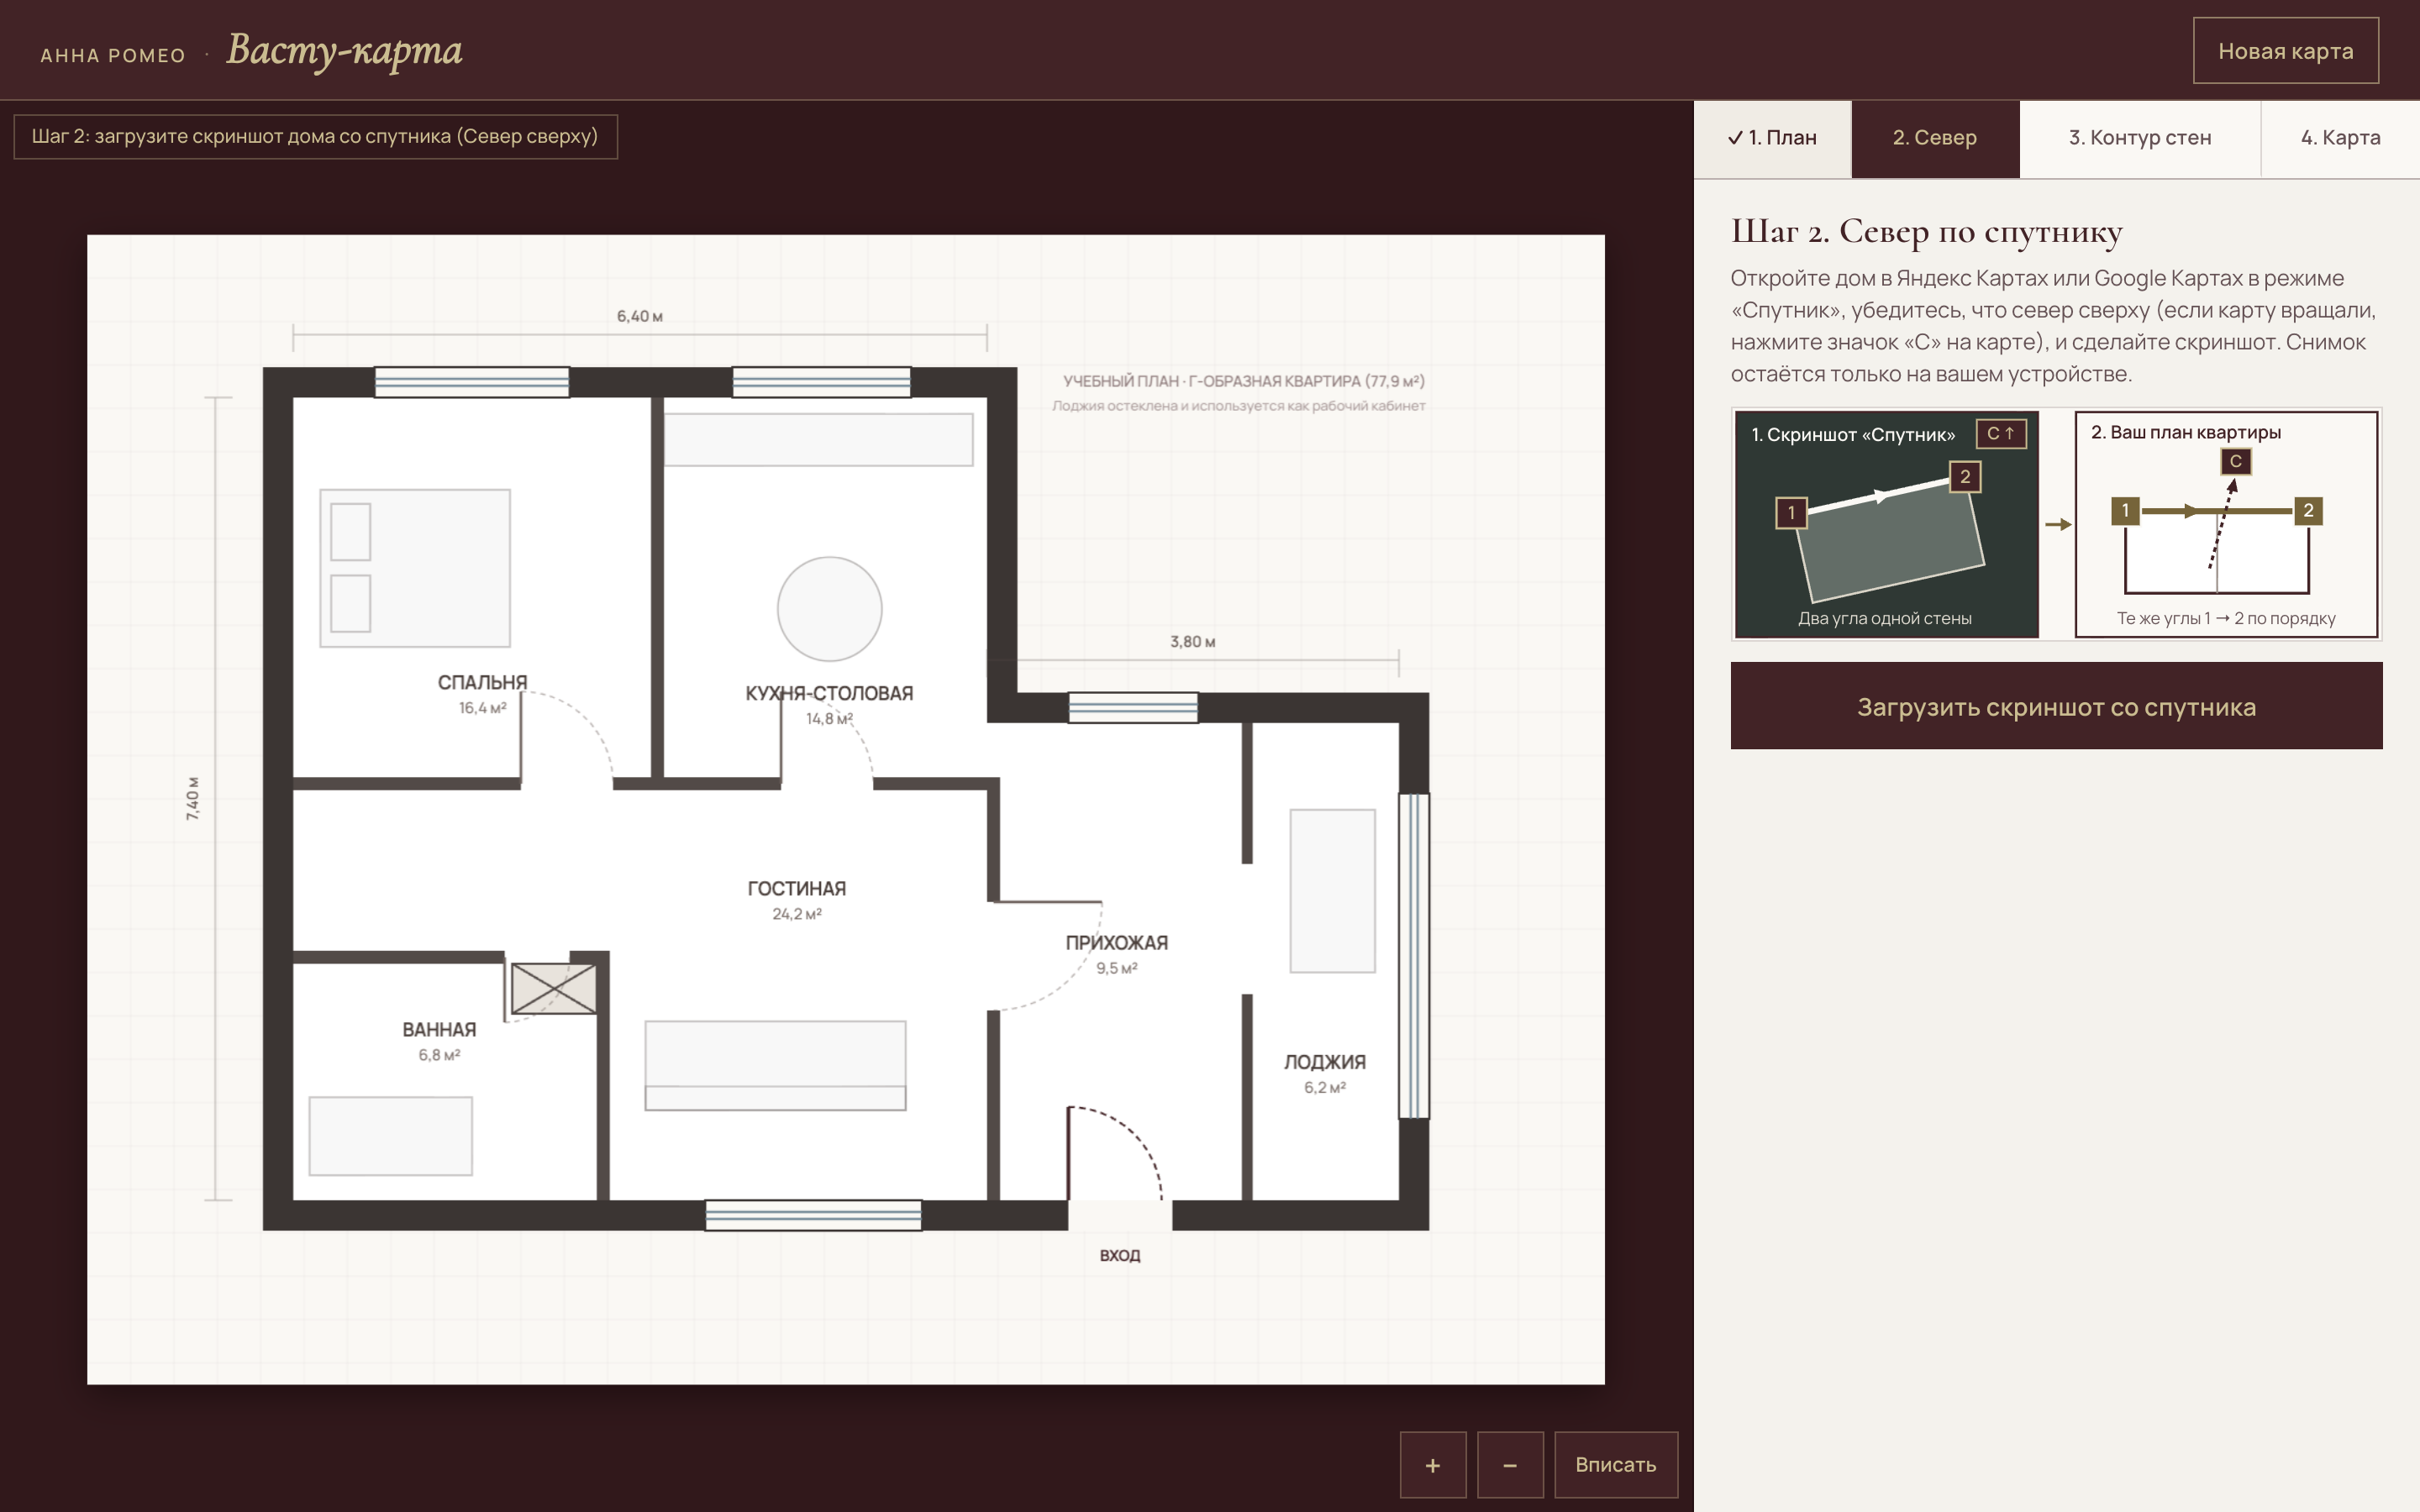 АННА РОМЕО · Васту-карта
Новая карта
Шаг 2: загрузите скриншот дома со спутника (Север сверху)
✓ 1. План
2. Север
3. Контур стен
4. Карта
6,40 м
УЧЕБНЫЙ ПЛАН · Г-ОБРАЗНАЯ КВАРТИРА (77,9 м²)
Лоджия остеклена и используется как рабочий кабинет
3,80 м
7,40 м
СПАЛЬНЯ
16,4 м²
КУХНЯ-СТОЛОВАЯ
14,8 м²
ГОСТИНАЯ
24,2 м²
ПРИХОЖАЯ
9,5 м²
ВАННАЯ
6,8 м²
ЛОДЖИЯ
6,2 м²
ВХОД
+
−
Вписать
Шаг 2. Север по спутнику
Откройте дом в Яндекс Картах или Google Картах в режиме
«Спутник», убедитесь, что север сверху (если карту вращали,
нажмите значок «С» на карте), и сделайте скриншот. Снимок
остаётся только на вашем устройстве.
1. Скриншот «Спутник»
С ↑
1
2
Два угла одной стены
2. Ваш план квартиры
С
1
2
Те же углы 1 → 2 по порядку
Загрузить скриншот со спутника